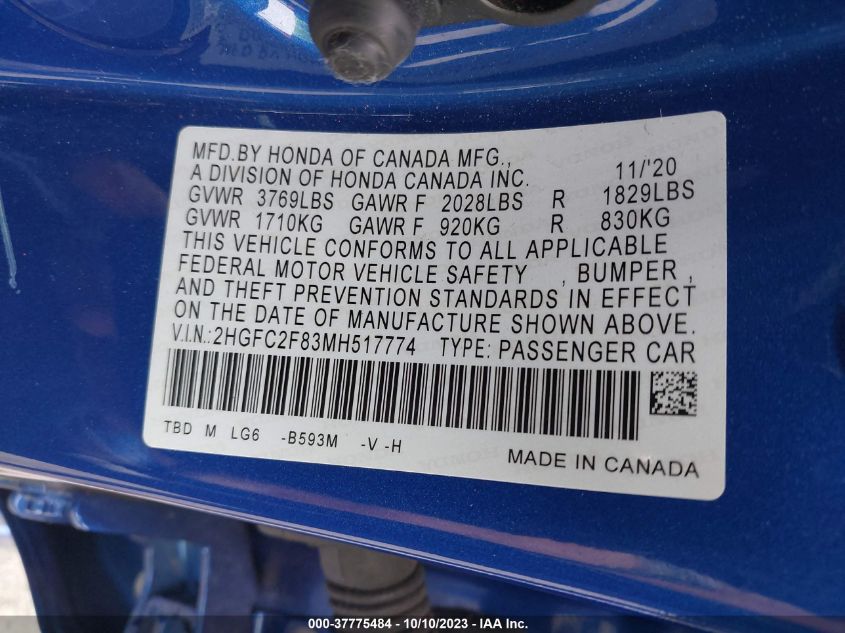 MFD.BY HONDA OF CANADA MFG.,
A DIVISION OF HONDA CANADA INC. 11/'20
GVWR 3769LBS GAWR F 2028LBS R 1829LBS
GVWR 1710KG GAWR F 920KG R 830KG
THIS VEHICLE CONFORMS TO ALL APPLICABLE
FEDERAL MOTOR VEHICLE SAFETY , BUMPER ,
AND THEFT PREVENTION STANDARDS IN EFFECT
ON THE DATE OF MANUFACTURE SHOWN ABOVE.
V.I.N.:2HGFC2F83MH517774 TYPE: PASSENGER CAR
TBD M LG6 -B593M -V -H
MADE IN CANADA
000-37775484 - 10/10/2023 - IAAI.com